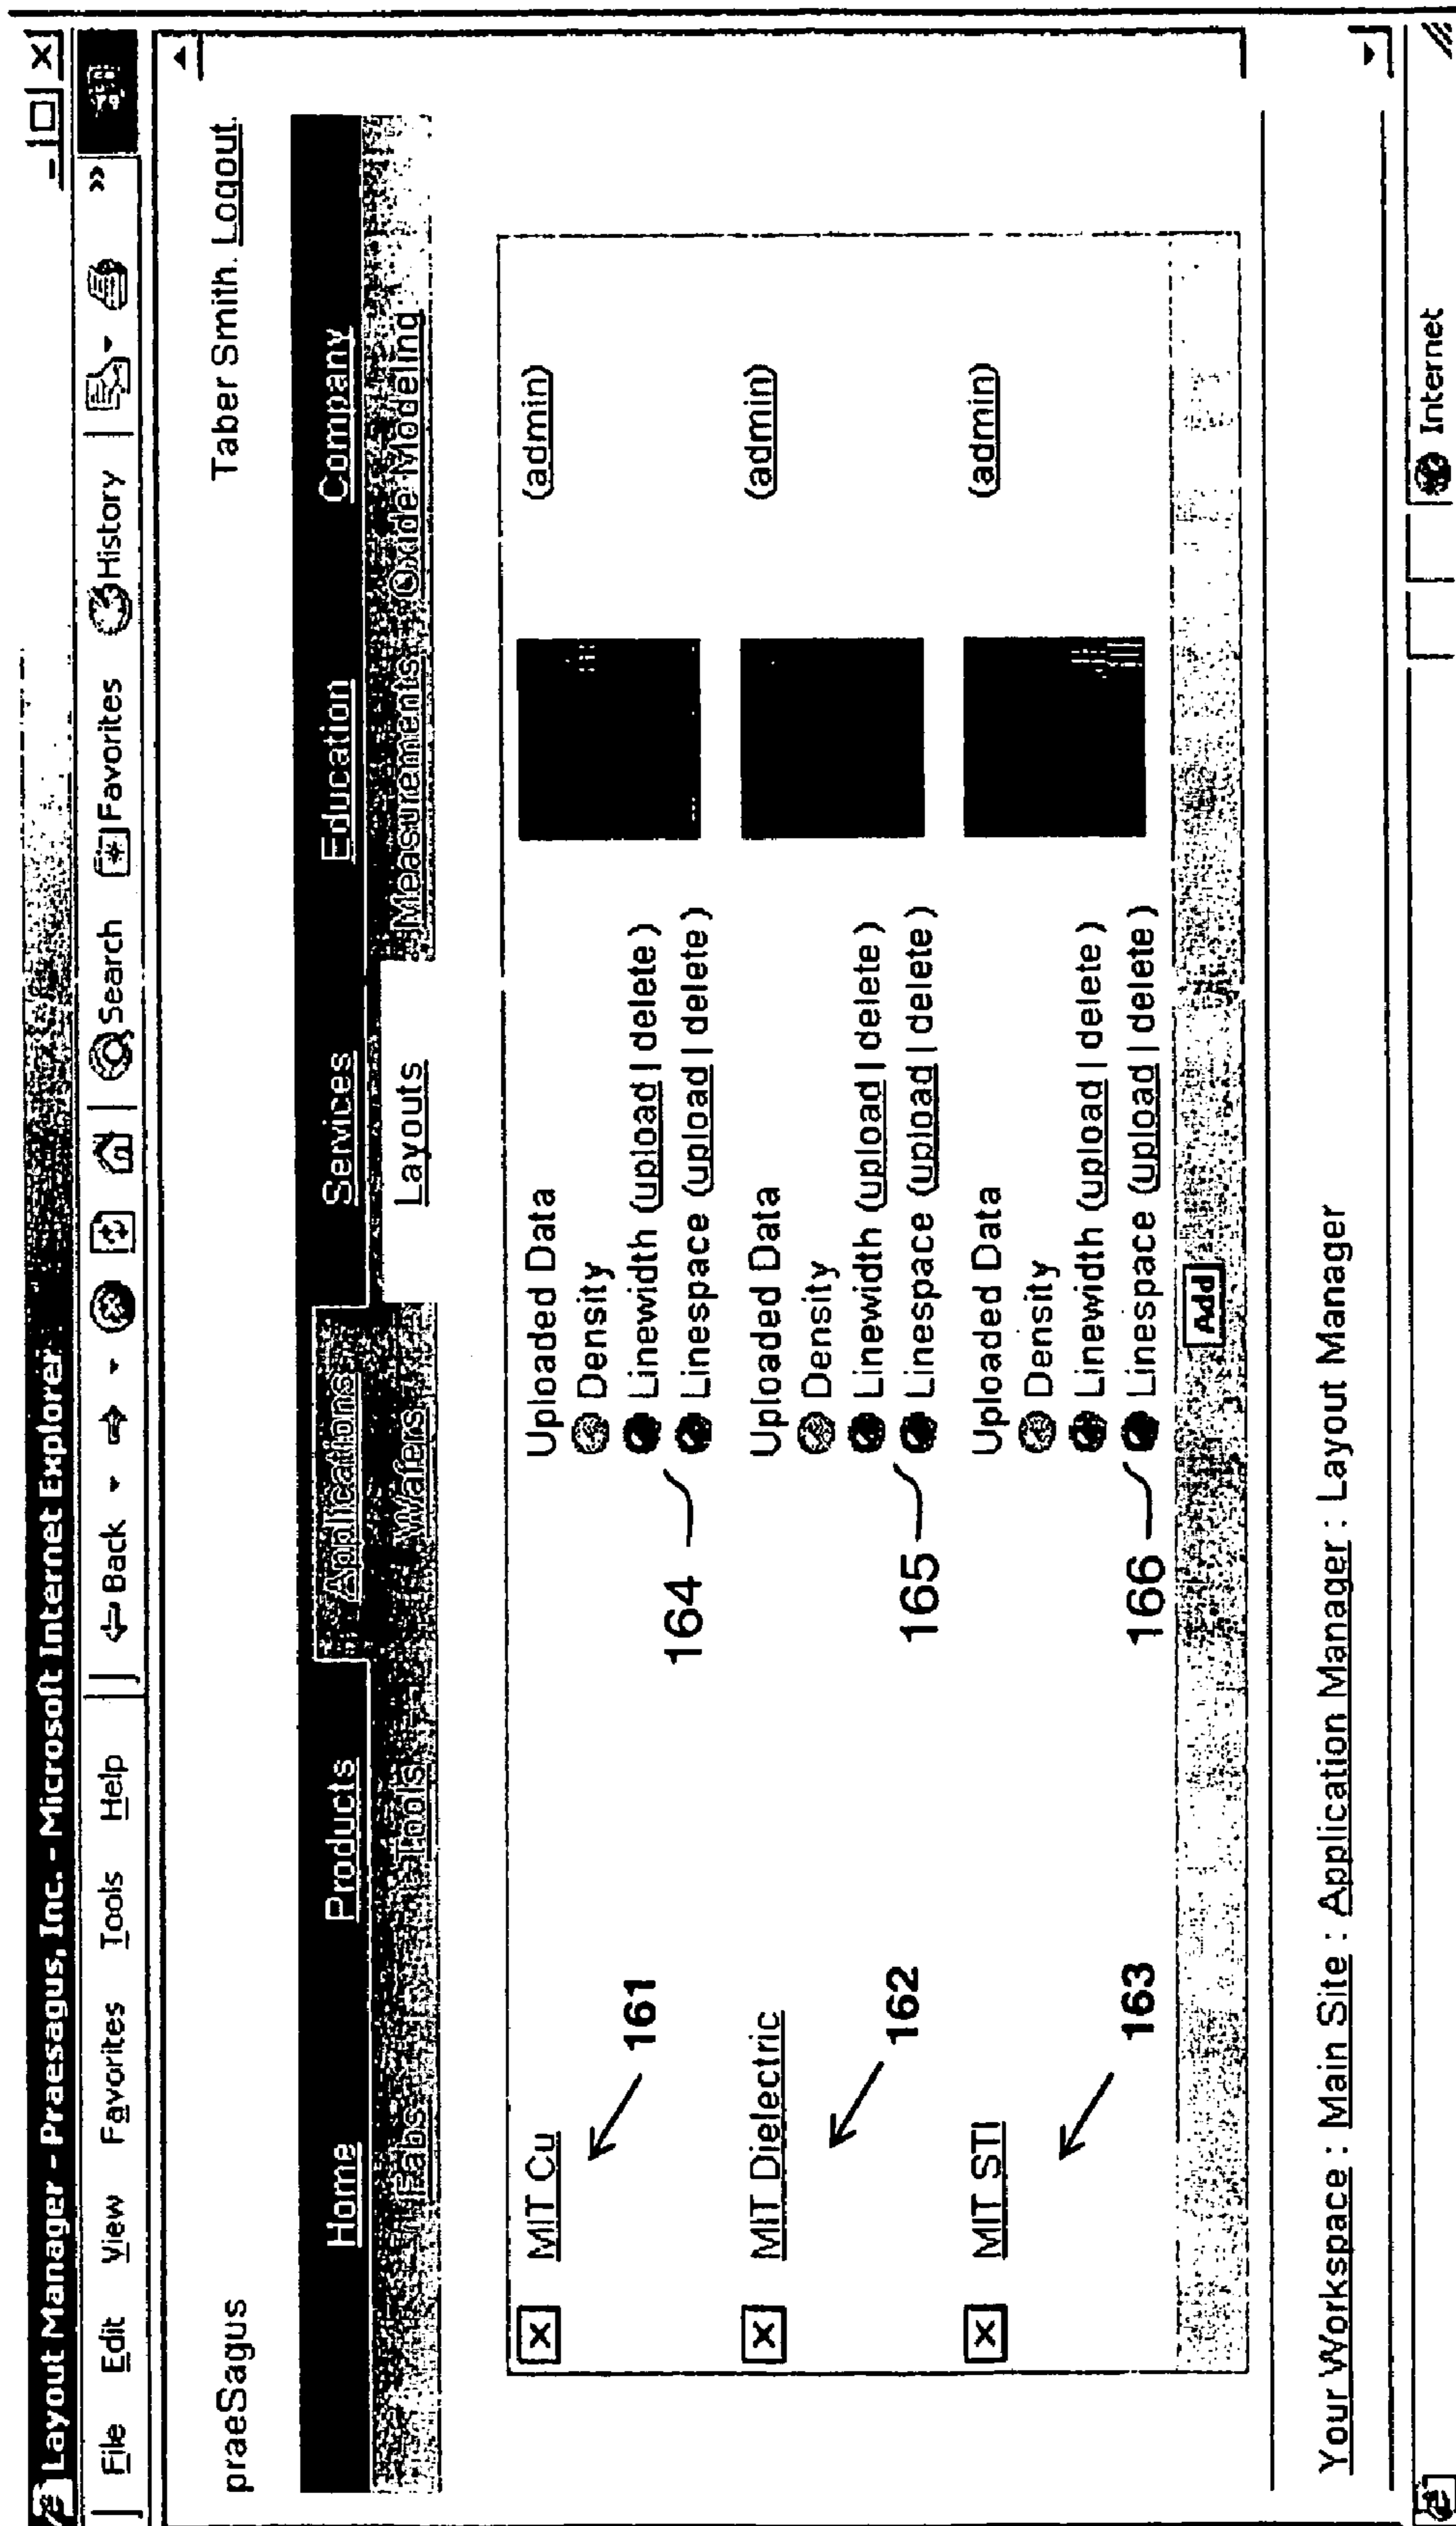 Layout Manager - Praesagus, Inc. - Microsoft Internet Explorer
File Edit View Favorites Tools Help
Back Search Favorites History »
praeSagus
Taber Smith. Logout
Home Products Applications Services Education Company
Fabs Tools Wafers Layouts Measurements Modeling
X MIT Cu
161
Uploaded Data
Density
Linewidth (upload | delete )
Linespace (upload | delete )
164
(admin)
X MIT Dielectric
162
Uploaded Data
Density
Linewidth (upload | delete )
Linespace (upload | delete )
165
(admin)
X MIT STI
163
Uploaded Data
Density
Linewidth (upload | delete )
Linespace (upload | delete )
166
(admin)
Add
Your Workspace : Main Site : Application Manager : Layout Manager
Internet